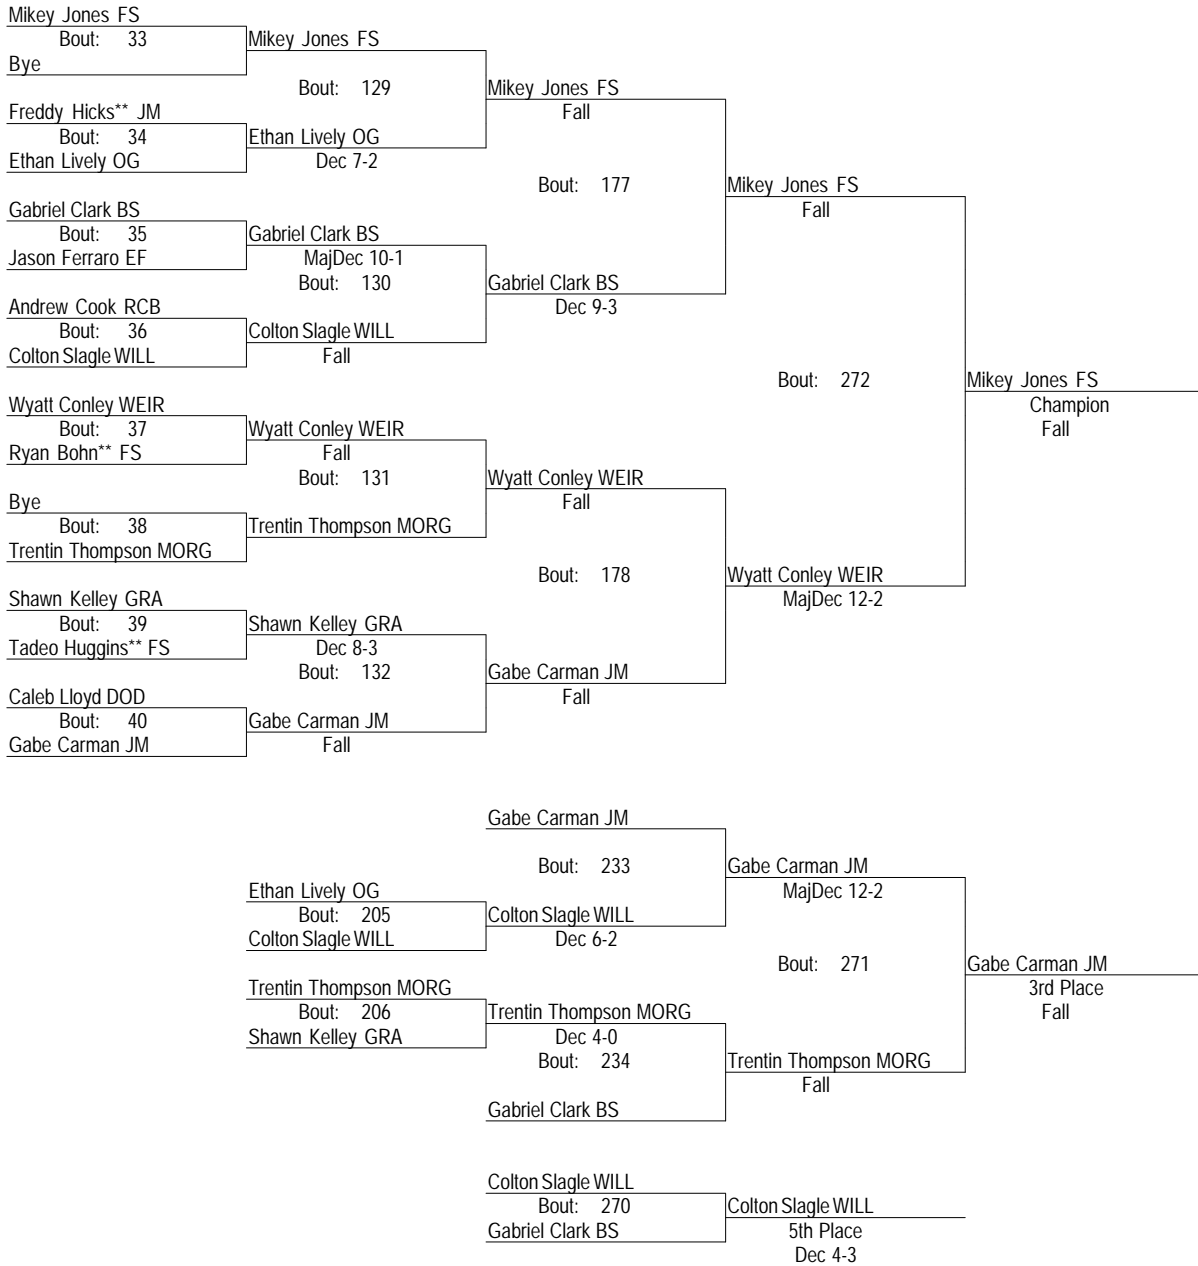 Mikey Jones FS
Bout: 33
Mikey Jones FS
Bye
Bout: 129
Mikey Jones FS
Freddy Hicks** JM
Fall
Bout: 34
Ethan Lively OG
Ethan Lively OG
Dec 7-2
Bout: 177
Mikey Jones FS
Gabriel Clark BS
Fall
Bout: 35
Gabriel Clark BS
Jason Ferraro EF
MajDec 10-1
Bout: 130
Gabriel Clark BS
Andrew Cook RCB
Dec 9-3
Bout: 36
Colton Slagle WILL
Colton Slagle WILL
Fall
Bout: 272
Mikey Jones FS
Wyatt Conley WEIR
Champion
Bout: 37
Wyatt Conley WEIR
Fall
Ryan Bohn** FS
Fall
Bout: 131
Wyatt Conley WEIR
Bye
Fall
Bout: 38
Trentin Thompson MORG
Trentin Thompson MORG
Bout: 178
Wyatt Conley WEIR
Shawn Kelley GRA
MajDec 12-2
Bout: 39
Shawn Kelley GRA
Tadeo Huggins** FS
Dec 8-3
Bout: 132
Gabe Carman JM
Caleb Lloyd DOD
Fall
Bout: 40
Gabe Carman JM
Gabe Carman JM
Fall
Gabe Carman JM
Bout: 233
Gabe Carman JM
Ethan Lively OG
MajDec 12-2
Bout: 205
Colton Slagle WILL
Colton Slagle WILL
Dec 6-2
Bout: 271
Gabe Carman JM
Trentin Thompson MORG
3rd Place
Bout: 206
Trentin Thompson MORG
Fall
Shawn Kelley GRA
Dec 4-0
Bout: 234
Trentin Thompson MORG
Fall
Gabriel Clark BS
Colton Slagle WILL
Bout: 270
Colton Slagle WILL
Gabriel Clark BS
5th Place
Dec 4-3